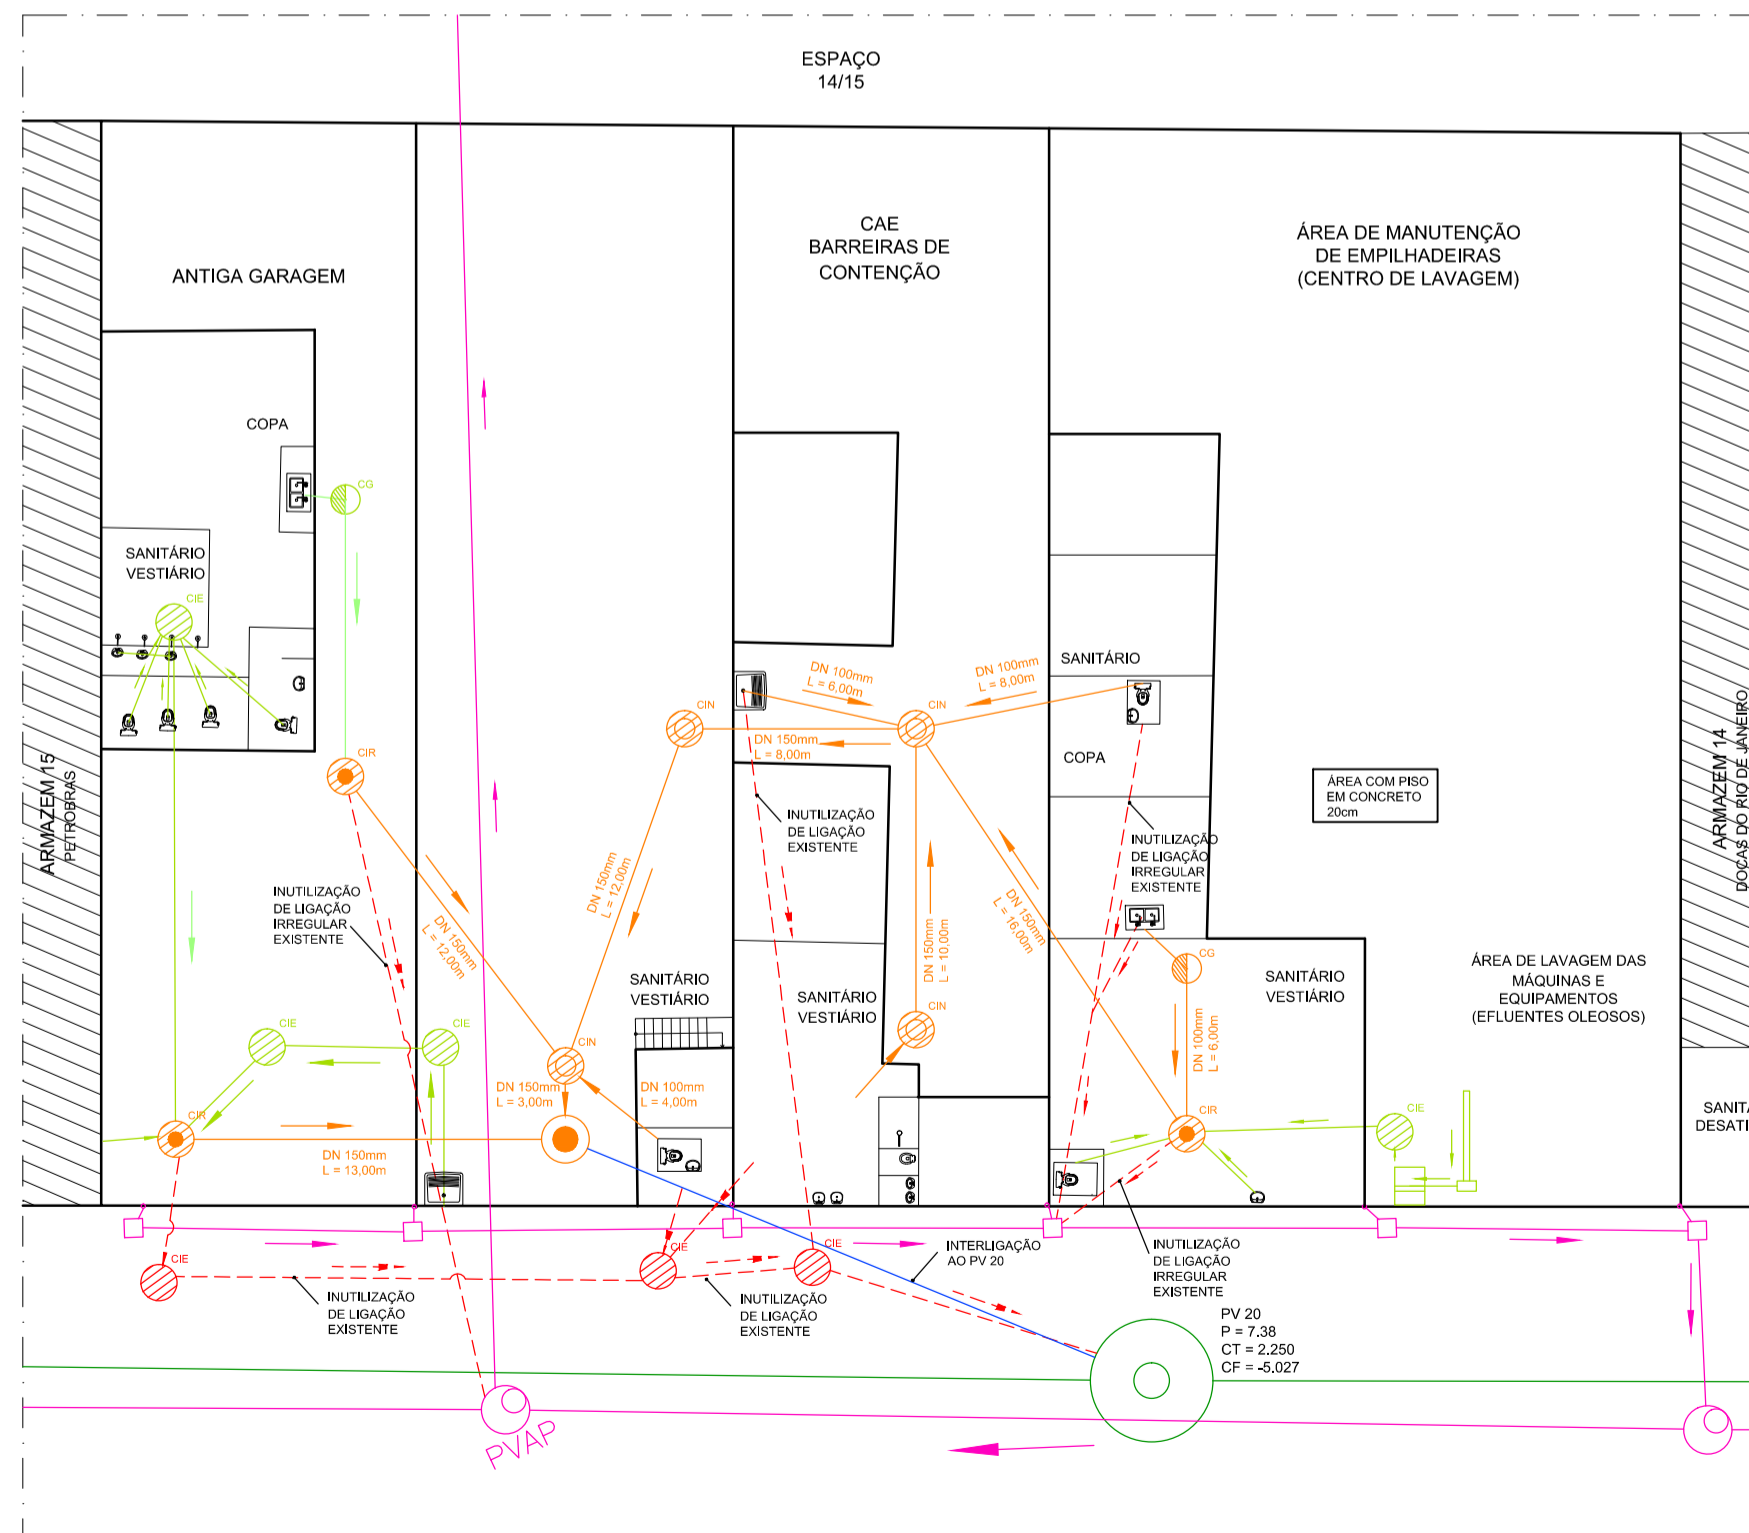 ESPAÇO
14/15
ANTIGA GARAGEM
CAE
BARREIRAS DE
CONTENÇÃO
ÁREA DE MANUTENÇÃO
DE EMPILHADEIRAS
(CENTRO DE LAVAGEM)
COPA
CG
SANITÁRIO
VESTIÁRIO
CIE
CIR
ARMAZEM 15
PETROBRAS
INUTILIZAÇÃO
DE LIGAÇÃO
IRREGULAR
EXISTENTE
DN 150mm
L = 12,00m
CIE
CIE
CIR
DN 150mm
L = 13,00m
CIN
DN 150mm
L = 12,00m
CIN
DN 150mm
L = 3,00m
DN 100mm
L = 4,00m
SANITÁRIO
VESTIÁRIO
DN 100mm
L = 6,00m
DN 100mm
L = 8,00m
CIN
DN 150mm
L = 8,00m
INUTILIZAÇÃO
DE LIGAÇÃO
EXISTENTE
SANITÁRIO
VESTIÁRIO
DN 150mm
L = 10,00m
CIN
DN 150mm
L = 16,00m
SANITÁRIO
COPA
INUTILIZAÇÃO
DE LIGAÇÃO
IRREGULAR
EXISTENTE
CG
DN 100mm
L = 6,00m
CIR
SANITÁRIO
VESTIÁRIO
ÁREA COM PISO
EM CONCRETO
20cm
ÁREA DE LAVAGEM DAS
MÁQUINAS E
EQUIPAMENTOS
(EFLUENTES OLEOSOS)
CIE
ARMAZEM 14
DOCAS DO RIO DE JANEIRO
CIE
INUTILIZAÇÃO
DE LIGAÇÃO
EXISTENTE
CIE
INUTILIZAÇÃO
DE LIGAÇÃO
EXISTENTE
CIE
INTERLIGAÇÃO
AO PV 20
INUTILIZAÇÃO
DE LIGAÇÃO
IRREGULAR
EXISTENTE
PV 20
P = 7.38
CT = 2.250
CF = -5.027
PVAP